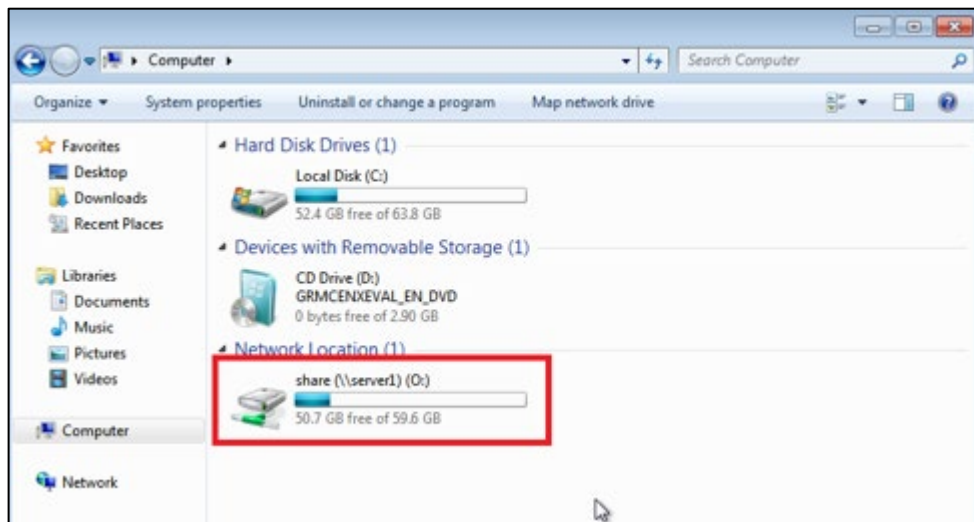 Computer
Search Computer
Organize
System properties
Uninstall or change a program
Map network drive
Favorites
Desktop
Downloads
Recent Places
Libraries
Documents
Music
Pictures
Videos
Computer
Network
Hard Disk Drives (1)
Local Disk (C:)
52.4 GB free of 63.8 GB
Devices with Removable Storage (1)
CD Drive (D:)
GRMCENXEVAL_EN_DVD
0 bytes free of 2.90 GB
Network Location (1)
share (\\server1) (O:)
50.7 GB free of 59.6 GB